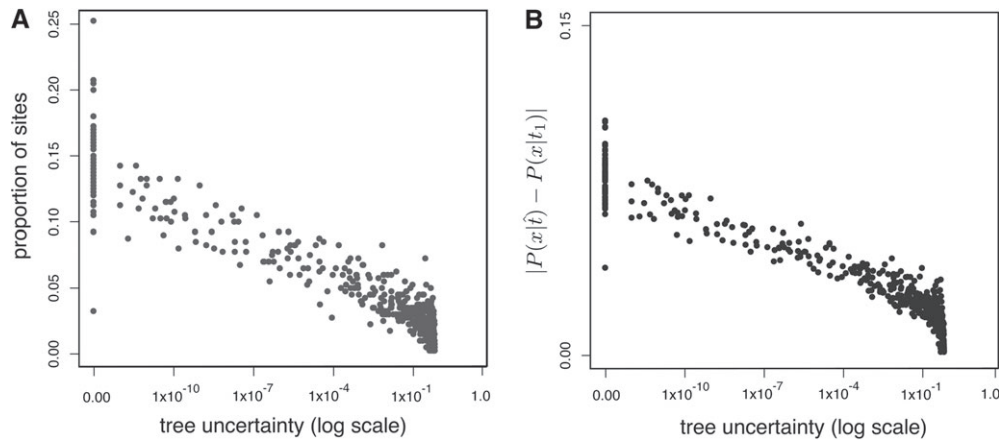 A
proportion of sites
0.25
0.20
0.15
0.10
0.05
0.00
0.00 1x10⁻¹⁰ 1x10⁻⁷ 1x10⁻⁴ 1x10⁻¹ 1.0
tree uncertainty (log scale)
B
|P(x|t̂) − P(x|t₁)|
0.15
0.00
0.00 1x10⁻¹⁰ 1x10⁻⁷ 1x10⁻⁴ 1x10⁻¹ 1.0
tree uncertainty (log scale)